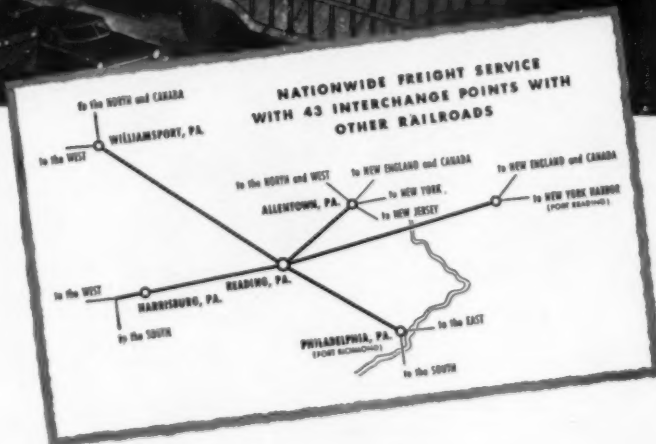 NATIONWIDE FREIGHT SERVICE
WITH 43 INTERCHANGE POINTS WITH
OTHER RAILROADS
to the NORTH and CANADA
WILLIAMSPORT, PA.
to the WEST
to the NORTH and WEST
to NEW ENGLAND and CANADA
ALLENTOWN, PA.
to NEW YORK
to NEW JERSEY
to NEW ENGLAND and CANADA
to NEW YORK HARBOR
(PORT READING)
READING, PA.
to the WEST
HARRISBURG, PA.
to the SOUTH
PHILADELPHIA, PA.
(PORT RICHMOND)
to the EAST
to the SOUTH